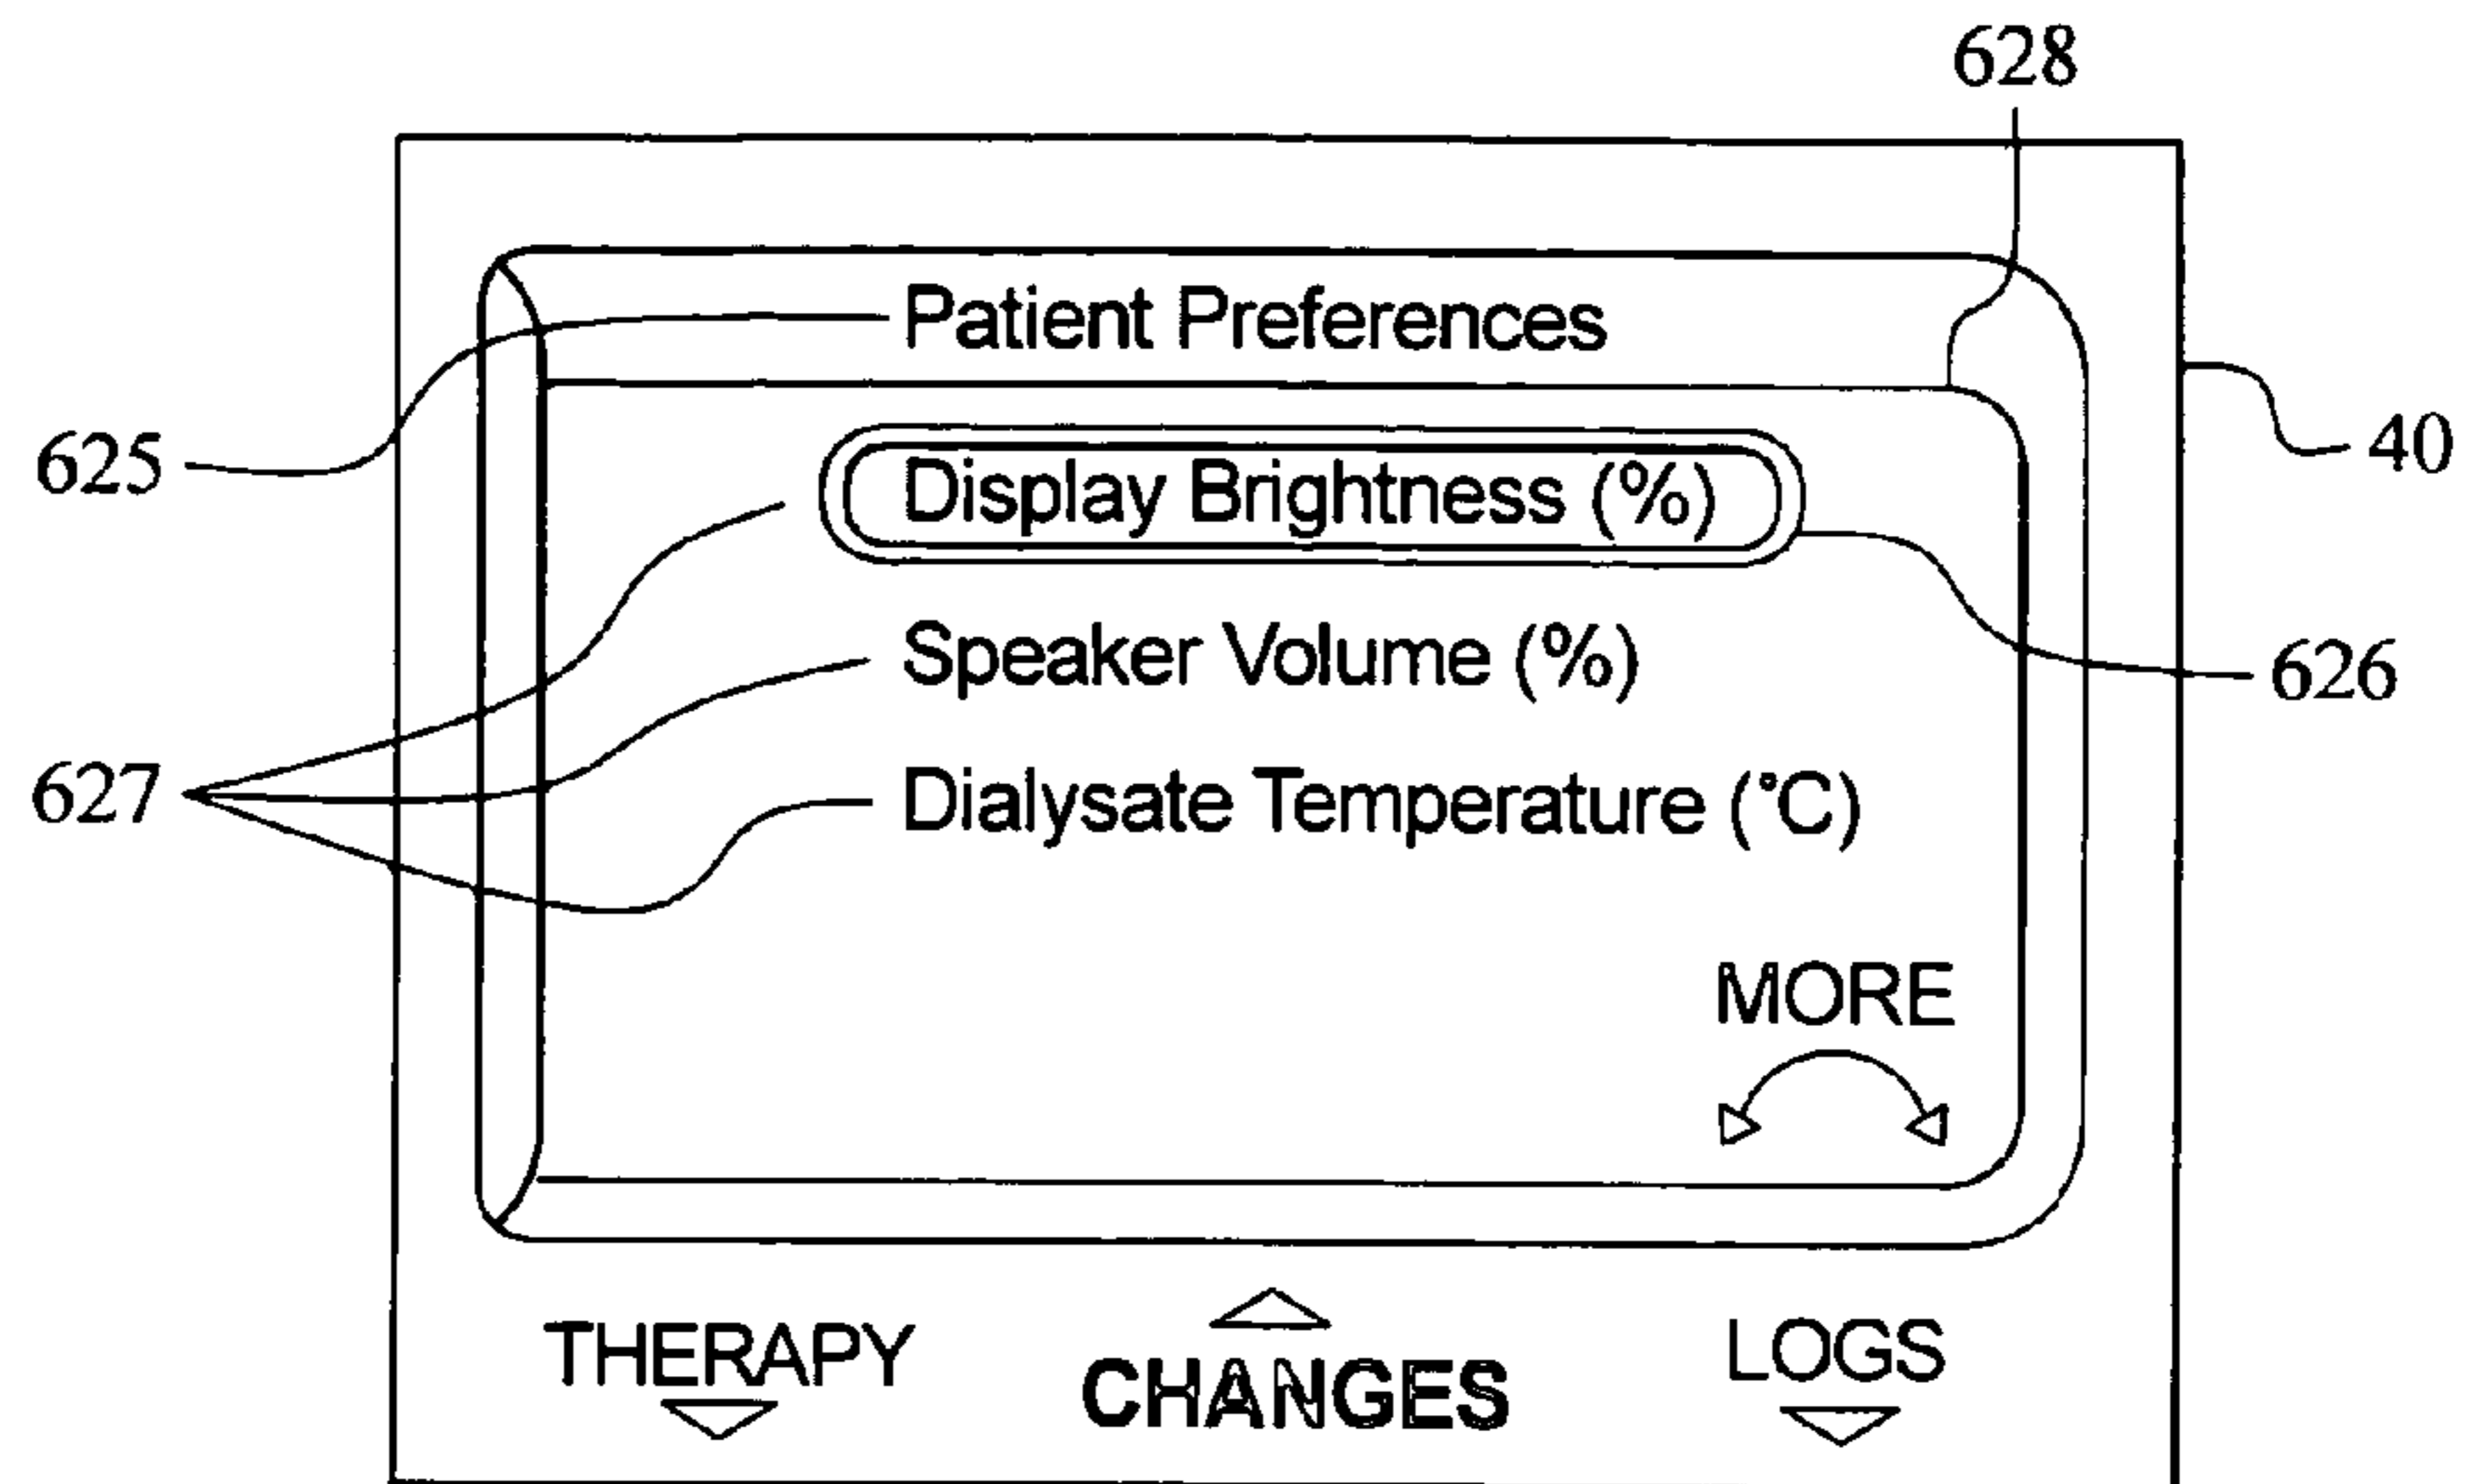 628
Patient Preferences
625
40
Display Brightness (%)
Speaker Volume (%)
626
627
Dialysate Temperature (°C)
MORE
THERAPY
CHANGES
LOGS